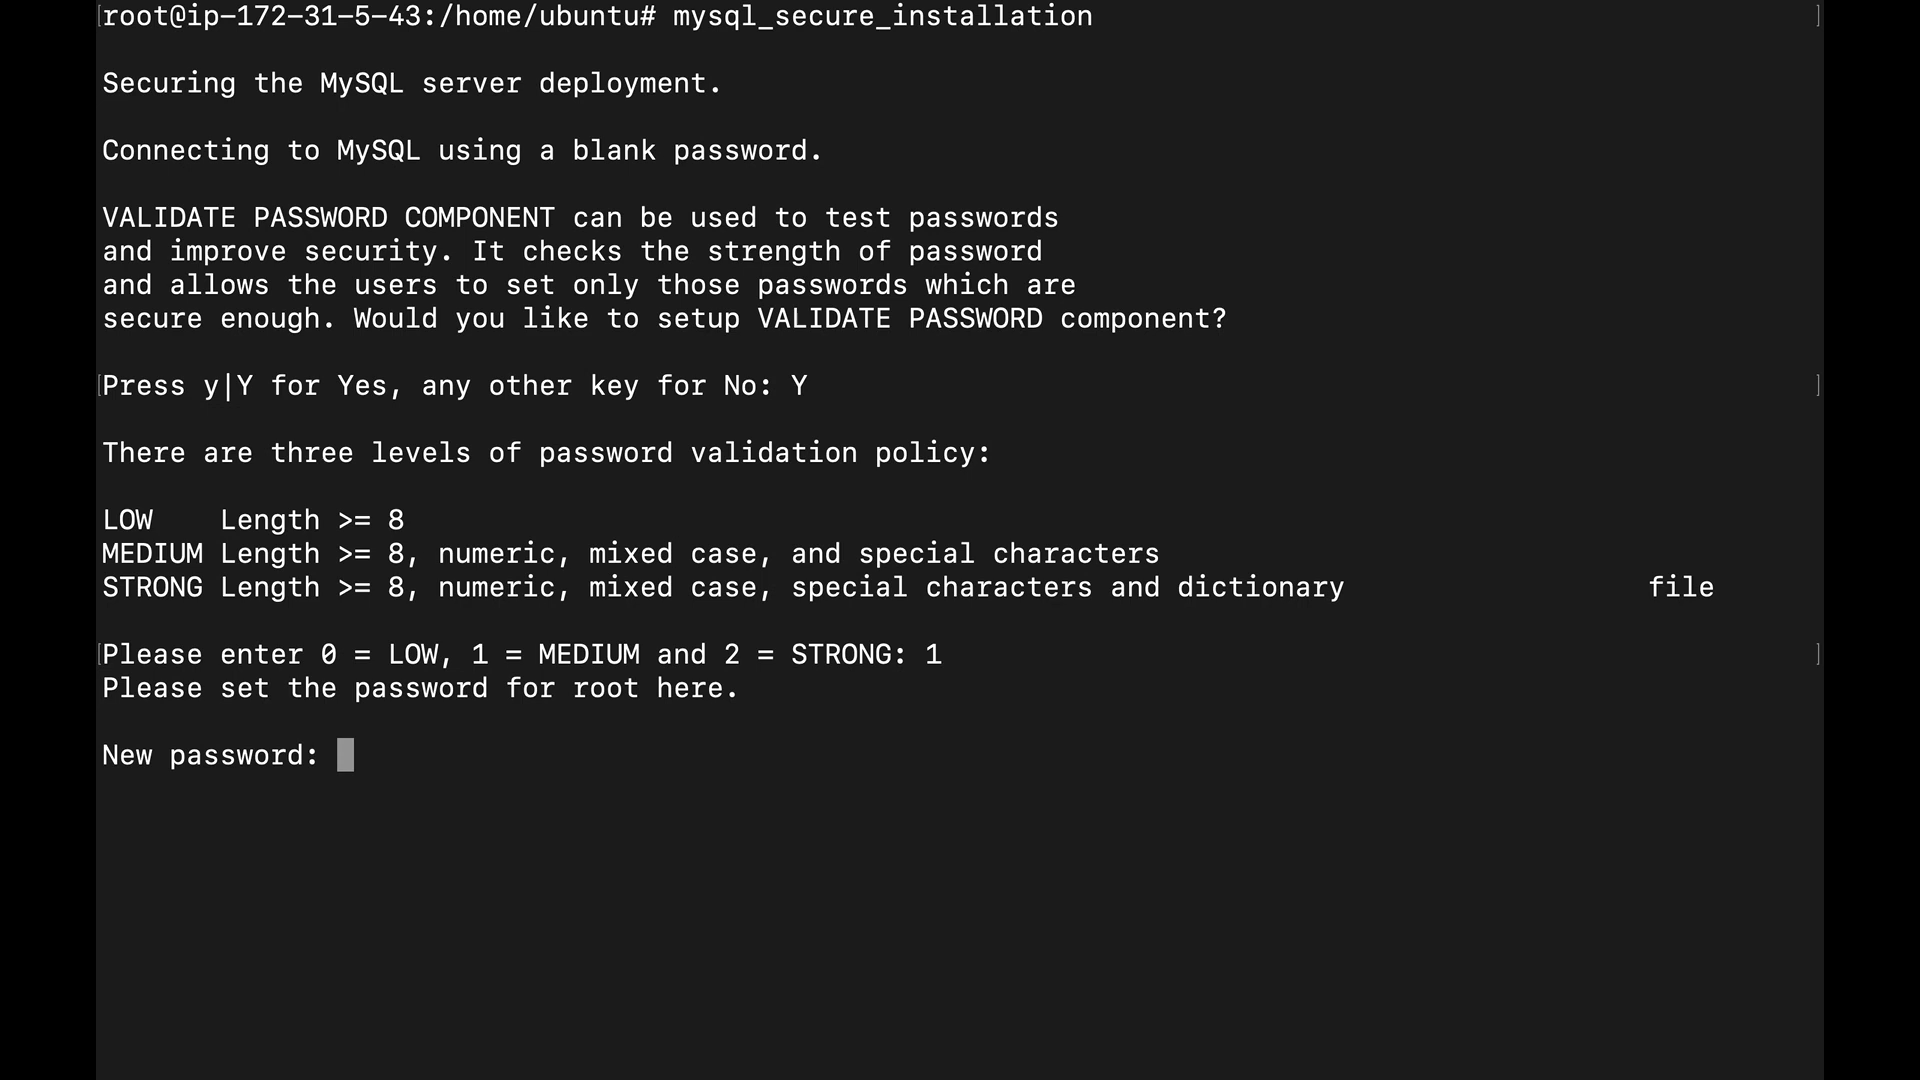 [root@ip-172-31-5-43:/home/ubuntu# mysql_secure_installation ]
Securing the MySQL server deployment.
Connecting to MySQL using a blank password.
VALIDATE PASSWORD COMPONENT can be used to test passwords
and improve security. It checks the strength of password
and allows the users to set only those passwords which are
secure enough. Would you like to setup VALIDATE PASSWORD component?
[Press y|Y for Yes, any other key for No: Y ]
There are three levels of password validation policy:
LOW    Length >= 8
MEDIUM Length >= 8, numeric, mixed case, and special characters
STRONG Length >= 8, numeric, mixed case, special characters and dictionary                  file
[Please enter 0 = LOW, 1 = MEDIUM and 2 = STRONG: 1 ]
Please set the password for root here.
New password: